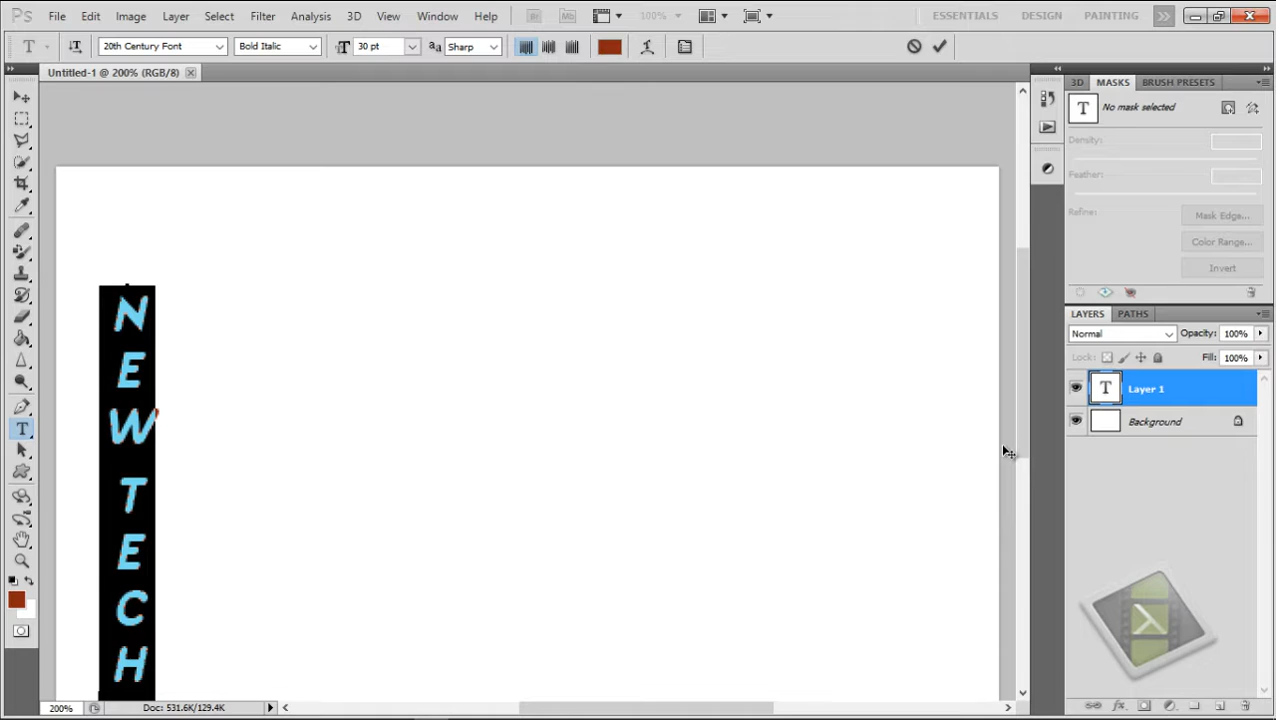 Ps File Edit Image Layer Select Filter Analysis 3D View Window Help Br Mb 100% ESSENTIALS DESIGN PAINTING
T T 20th Century Font Bold Italic T 30 pt aa Sharp
Untitled-1 @ 200% (RGB/8)
3D MASKS BRUSH PRESETS
T No mask selected
Density:
Feather:
Refine: Mask Edge...
Color Range...
Invert
LAYERS PATHS
Normal Opacity: 100%
Lock: Fill: 100%
T Layer 1
Background
T
N
E
W
T
E
C
H
200% Doc: 531.6K/129.4K